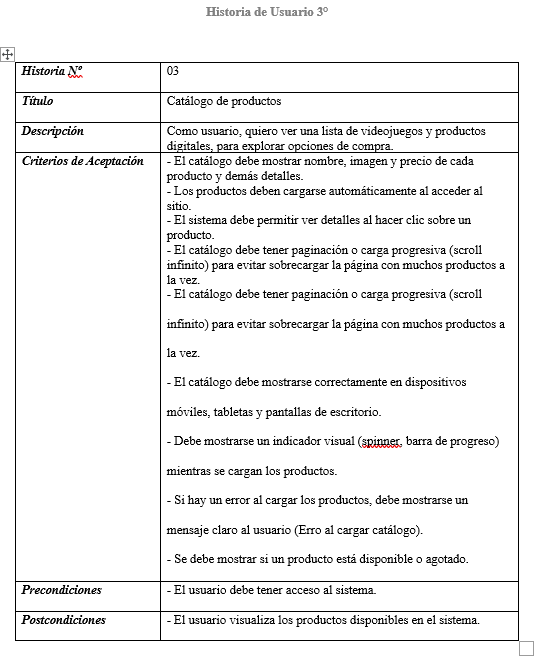 Historia de Usuario 3°
Historia Nº 03
Título Catálogo de productos
Descripción Como usuario, quiero ver una lista de videojuegos y productos
digitales, para explorar opciones de compra.
Criterios de Aceptación - El catálogo debe mostrar nombre, imagen y precio de cada
producto y demás detalles.
- Los productos deben cargarse automáticamente al acceder al
sitio.
- El sistema debe permitir ver detalles al hacer clic sobre un
producto.
- El catálogo debe tener paginación o carga progresiva (scroll
infinito) para evitar sobrecargar la página con muchos productos a
la vez.
- El catálogo debe tener paginación o carga progresiva (scroll
infinito) para evitar sobrecargar la página con muchos productos a
la vez.
- El catálogo debe mostrarse correctamente en dispositivos
móviles, tabletas y pantallas de escritorio.
- Debe mostrarse un indicador visual (spinner, barra de progreso)
mientras se cargan los productos.
- Si hay un error al cargar los productos, debe mostrarse un
mensaje claro al usuario (Erro al cargar catálogo).
- Se debe mostrar si un producto está disponible o agotado.
Precondiciones - El usuario debe tener acceso al sistema.
Postcondiciones - El usuario visualiza los productos disponibles en el sistema.